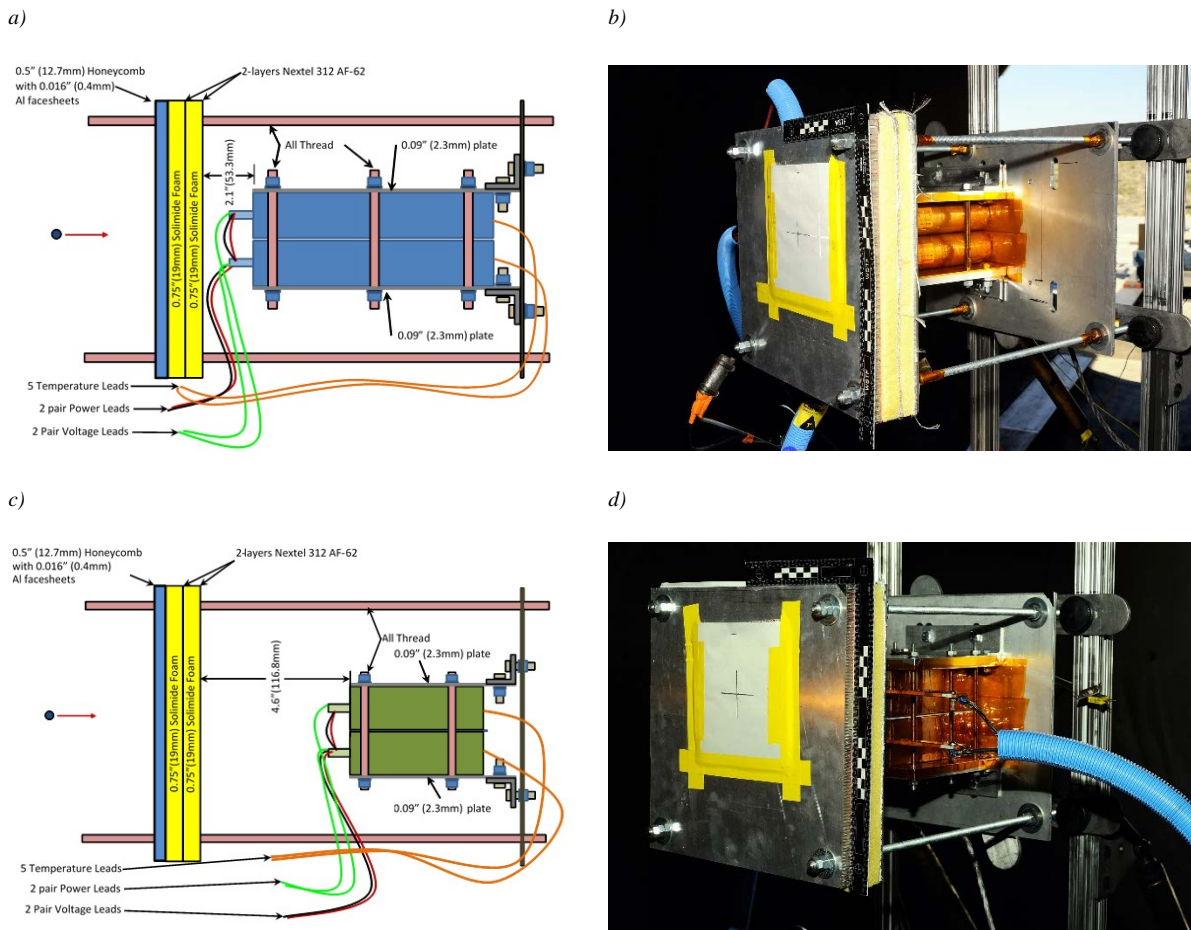 a)
b)
0.5” (12.7mm) Honeycomb
with 0.016” (0.4mm)
Al facesheets
2-layers Nextel 312 AF-62
All Thread
0.09” (2.3mm) plate
2.1”(53.3mm)
0.75”(19mm) Solimide Foam
0.75”(19mm) Solimide Foam
0.09” (2.3mm) plate
5 Temperature Leads
2 pair Power Leads
2 Pair Voltage Leads
c)
d)
0.5” (12.7mm) Honeycomb
with 0.016” (0.4mm)
Al facesheets
2-layers Nextel 312 AF-62
All Thread
0.09” (2.3mm) plate
4.6”(116.8mm)
0.75”(19mm) Solimide Foam
0.75”(19mm) Solimide Foam
0.09” (2.3mm) plate
5 Temperature Leads
2 pair Power Leads
2 Pair Voltage Leads